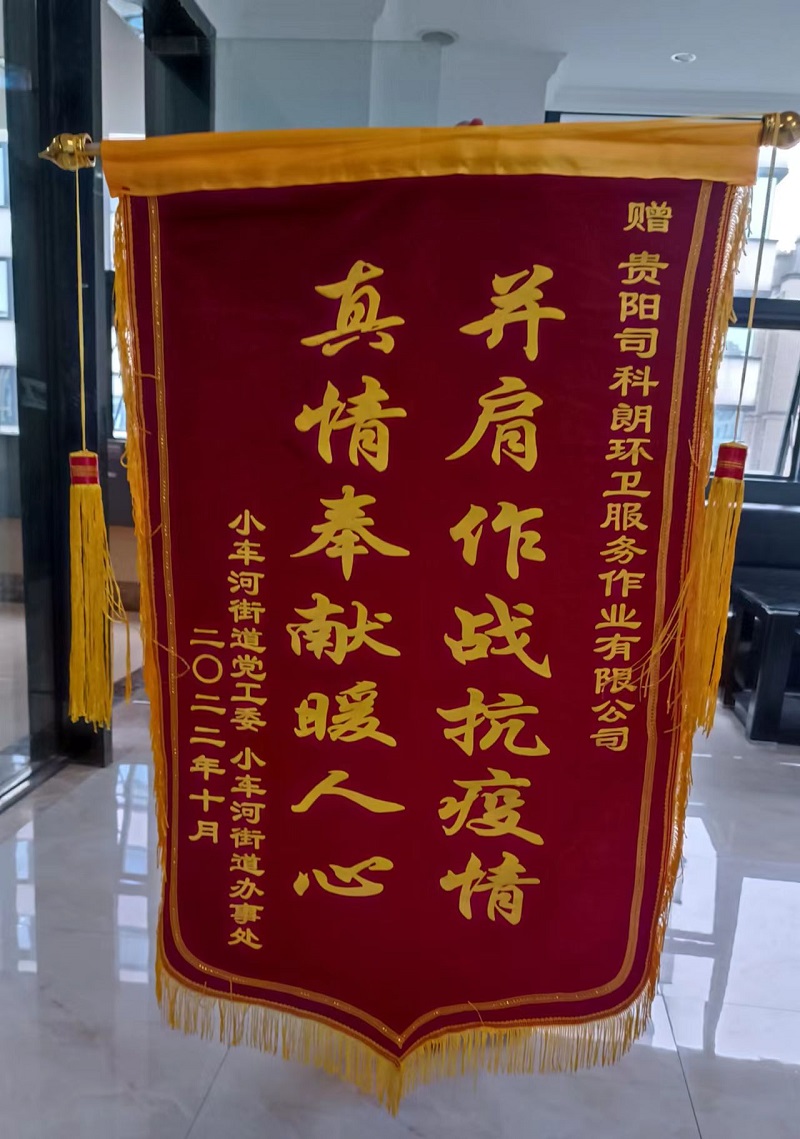 赠 贵阳司科朗环卫服务作业有限公司
并肩作战抗疫情
真情奉献暖人心
小车河街道党工委 小车河街道办事处
二〇二二年十月